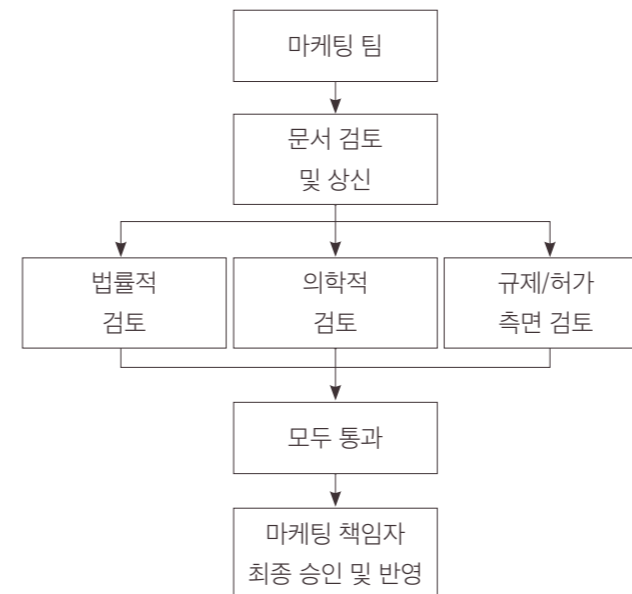 마케팅 팀
문서 검토
및 상신
법률적
검토
의학적
검토
규제/허가
측면 검토
모두 통과
마케팅 책임자
최종 승인 및 반영